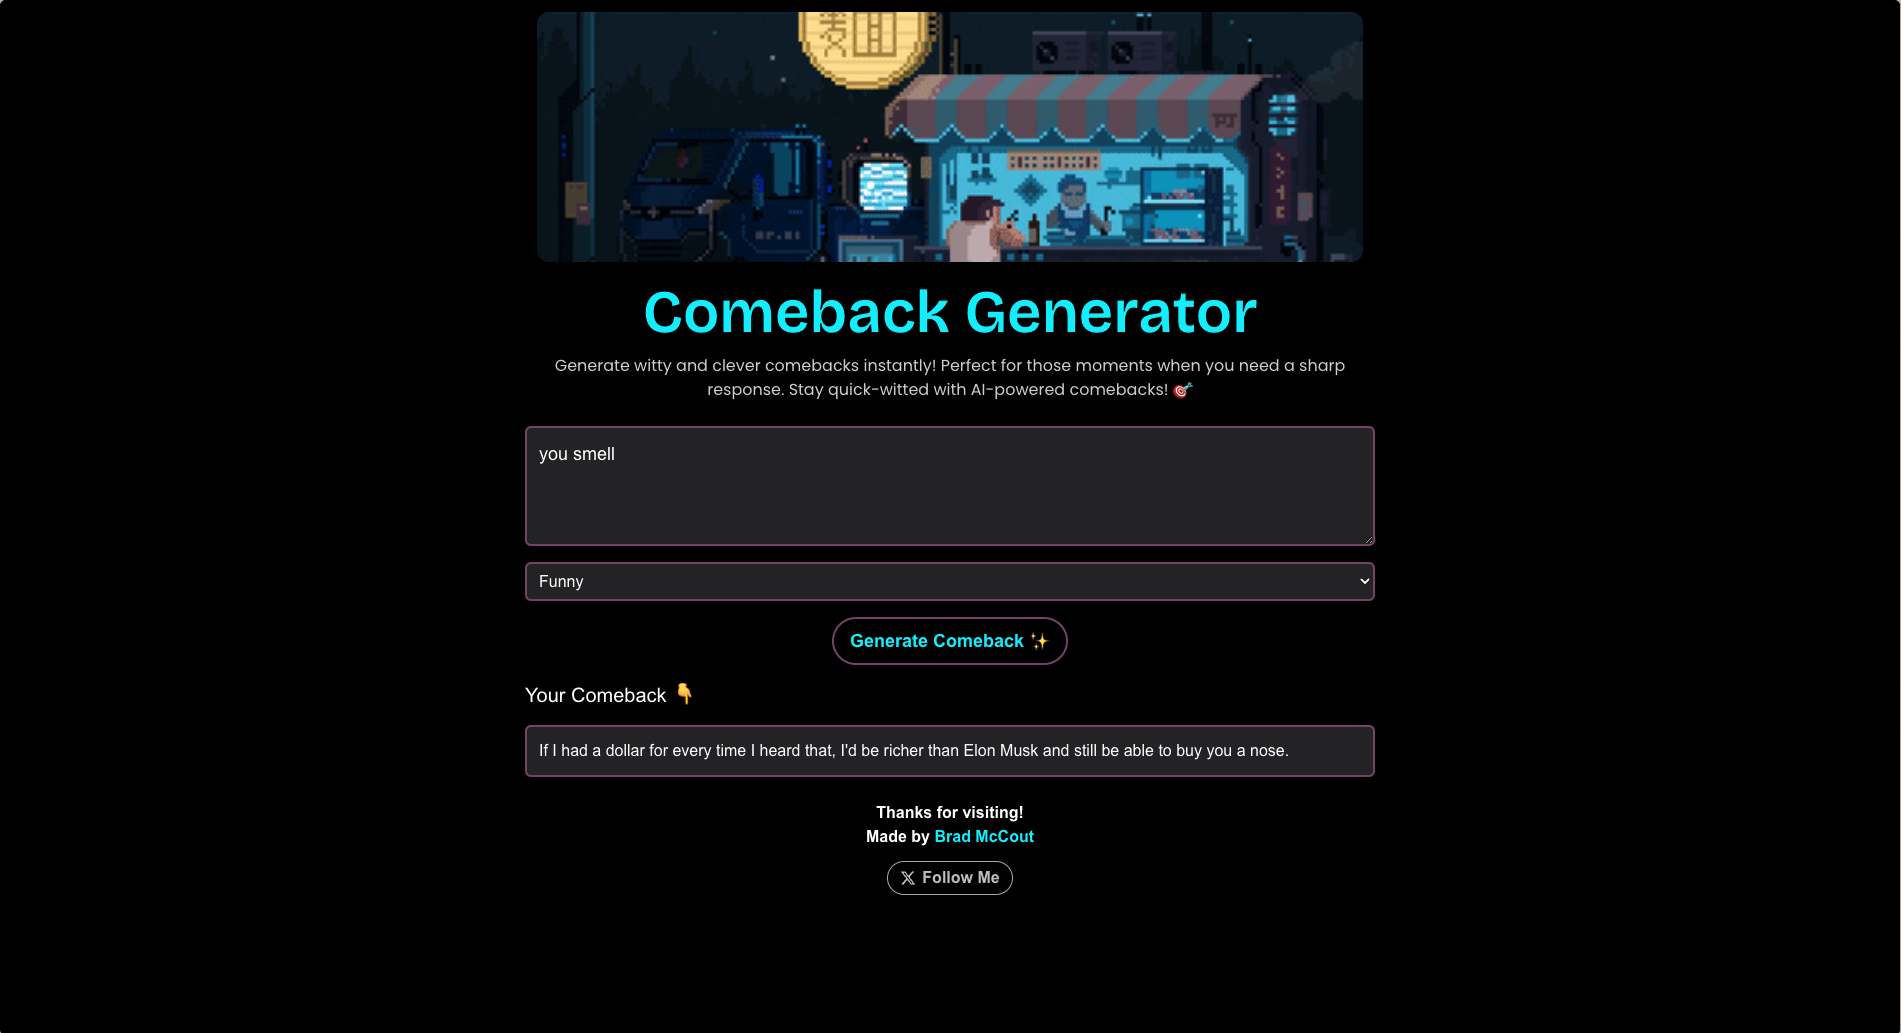 Comeback Generator
Generate witty and clever comebacks instantly! Perfect for those moments when you need a sharp
response. Stay quick-witted with AI-powered comebacks! 🎯
you smell
Funny
Generate Comeback ✨
Your Comeback 👇
If I had a dollar for every time I heard that, I'd be richer than Elon Musk and still be able to buy you a nose.
Thanks for visiting!
Made by Brad McCout
Follow Me